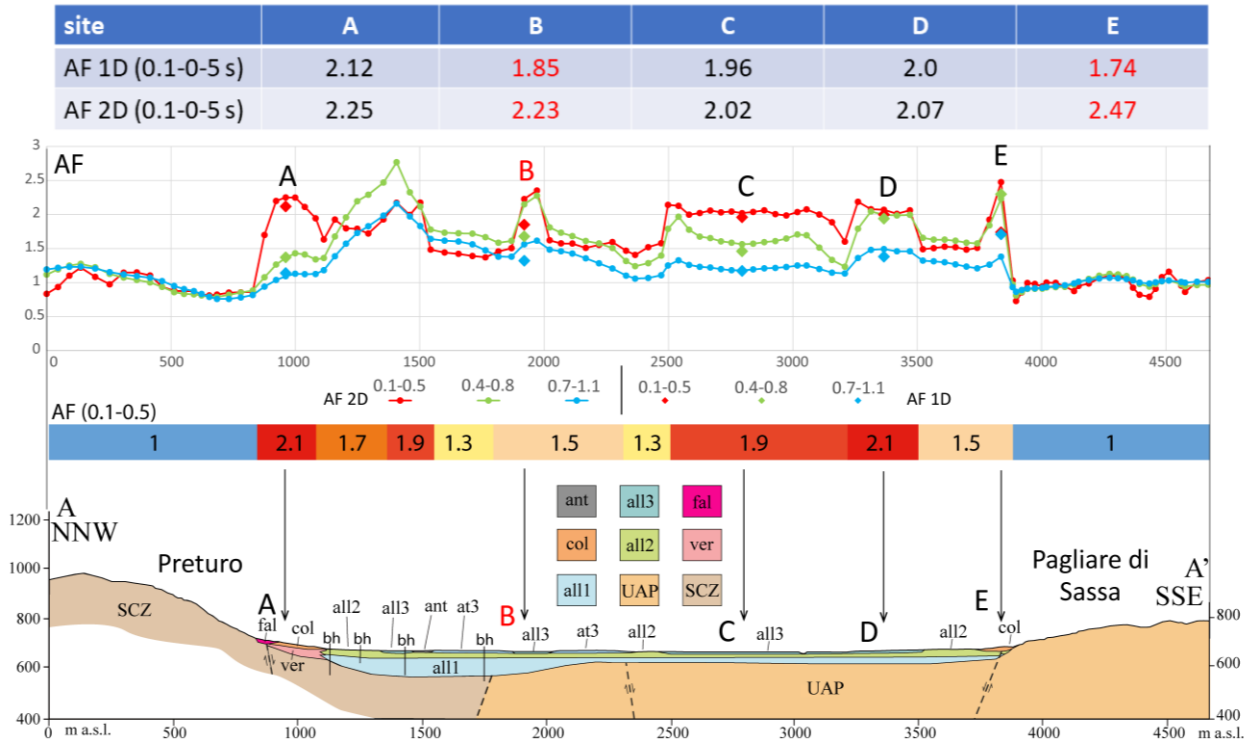 site A B C D E
AF 1D (0.1-0-5 s) 2.12 1.85 1.96 2.0 1.74
AF 2D (0.1-0-5 s) 2.25 2.23 2.02 2.07 2.47
3
AF
2.5
2
1.5
1
0.5
0
A B C D E
0 500 1000 1500 2000 2500 3000 3500 4000 4500
AF 2D 0.1-0.5 0.4-0.8 0.7-1.1 0.1-0.5 0.4-0.8 0.7-1.1 AF 1D
AF (0.1-0.5)
1 2.1 1.7 1.9 1.3 1.5 1.3 1.9 2.1 1.5 1
ant all3 fal
col all2 ver
all1 UAP SCZ
A
NNW
Preturo
Pagliare di
Sassa
A'
SSE
1200
1000
800
600
400
800
600
400
SCZ
A B C D E
fal col all2 all3 ant at3 all3 at3 all2 all3 all2 col
bh bh bh bh
ver all1 UAP
0 m a.s.l. 500 1000 1500 2000 2500 3000 3500 4000 4500 m a.s.l.